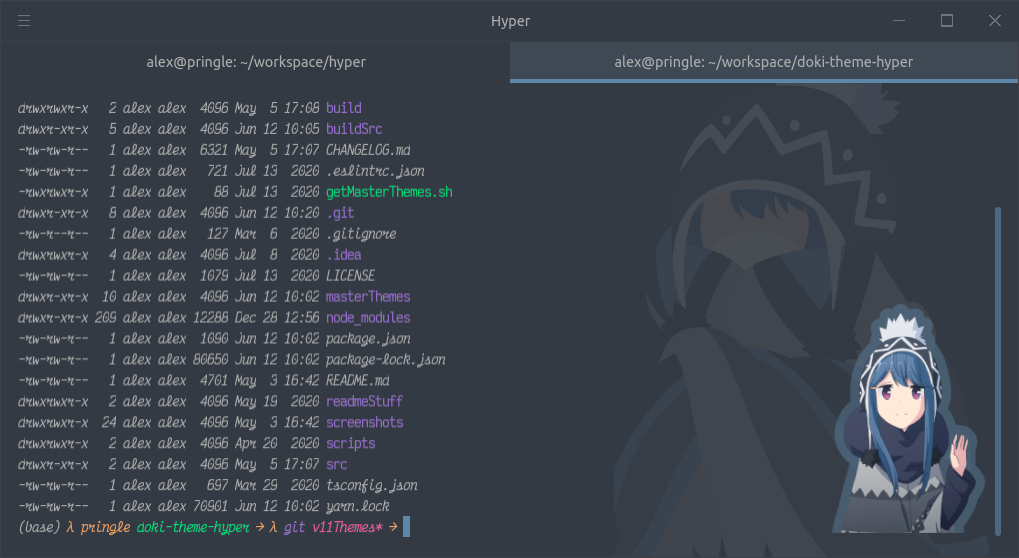 Hyper
alex@pringle: ~/workspace/hyper
alex@pringle: ~/workspace/doki-theme-hyper
drwxrwxr-x 2 alex alex 4096 May 5 17:08 build
drwxr-xr-x 5 alex alex 4096 Jun 12 10:05 buildSrc
-rw-rw-r-- 1 alex alex 6321 May 5 17:07 CHANGELOG.md
-rw-rw-r-- 1 alex alex 721 Jul 13 2020 .eslintrc.json
-rwxrwxr-x 1 alex alex 88 Jul 13 2020 getMasterThemes.sh
drwxr-xr-x 8 alex alex 4096 Jun 12 10:20 .git
-rw-r--r-- 1 alex alex 127 Mar 6 2020 .gitignore
drwxrwxr-x 4 alex alex 4096 Jul 8 2020 .idea
-rw-rw-r-- 1 alex alex 1079 Jul 13 2020 LICENSE
drwxr-xr-x 10 alex alex 4096 Jun 12 10:02 masterThemes
drwxr-xr-x 209 alex alex 12288 Dec 28 12:56 node_modules
-rw-rw-r-- 1 alex alex 1090 Jun 12 10:02 package.json
-rw-rw-r-- 1 alex alex 80650 Jun 12 10:02 package-lock.json
-rw-rw-r-- 1 alex alex 4701 May 3 16:42 README.md
drwxrwxr-x 2 alex alex 4096 May 19 2020 readmeStuff
drwxrwxr-x 24 alex alex 4096 May 3 16:42 screenshots
drwxrwxr-x 2 alex alex 4096 Apr 20 2020 scripts
drwxr-xr-x 2 alex alex 4096 May 5 17:07 src
-rw-rw-r-- 1 alex alex 697 Mar 29 2020 tsconfig.json
-rw-rw-r-- 1 alex alex 70901 Jun 12 10:02 yarn.lock
(base) λ pringle doki-theme-hyper → λ git v11Themes* →